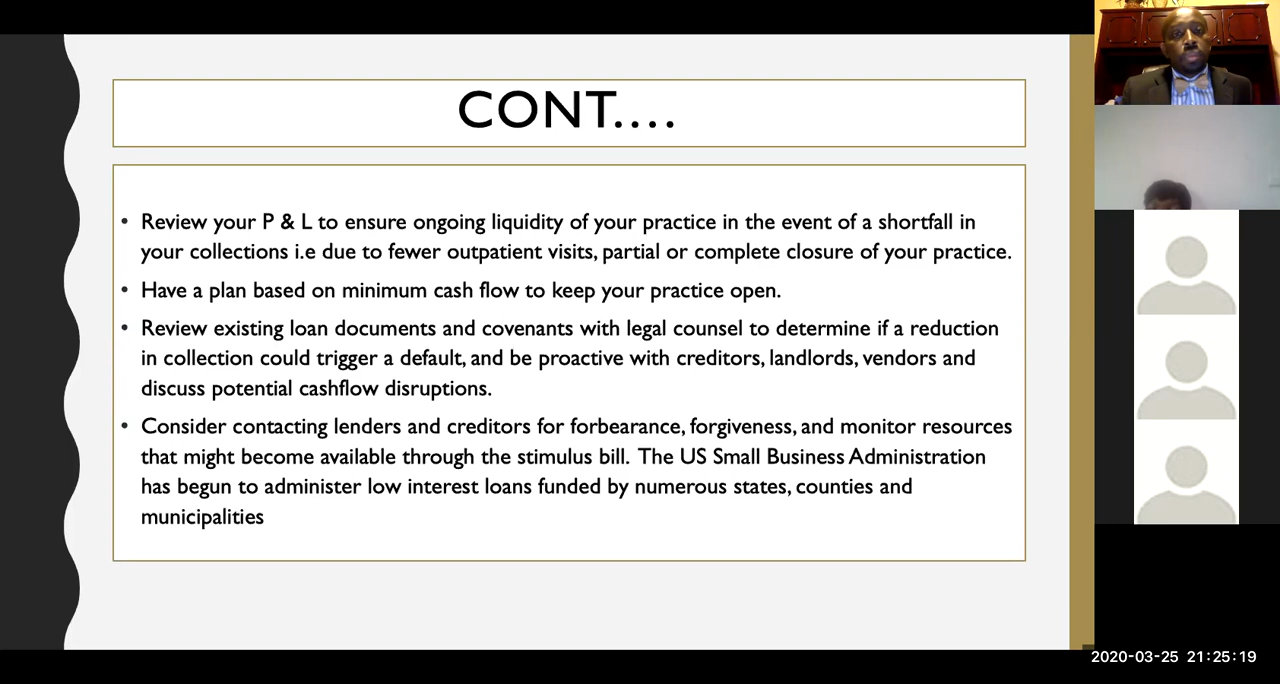 CONT....
• Review your P & L to ensure ongoing liquidity of your practice in the event of a shortfall in
your collections i.e due to fewer outpatient visits, partial or complete closure of your practice.
• Have a plan based on minimum cash flow to keep your practice open.
• Review existing loan documents and covenants with legal counsel to determine if a reduction
in collection could trigger a default, and be proactive with creditors, landlords, vendors and
discuss potential cashflow disruptions.
• Consider contacting lenders and creditors for forbearance, forgiveness, and monitor resources
that might become available through the stimulus bill. The US Small Business Administration
has begun to administer low interest loans funded by numerous states, counties and
municipalities
2020-03-25 21:25:19